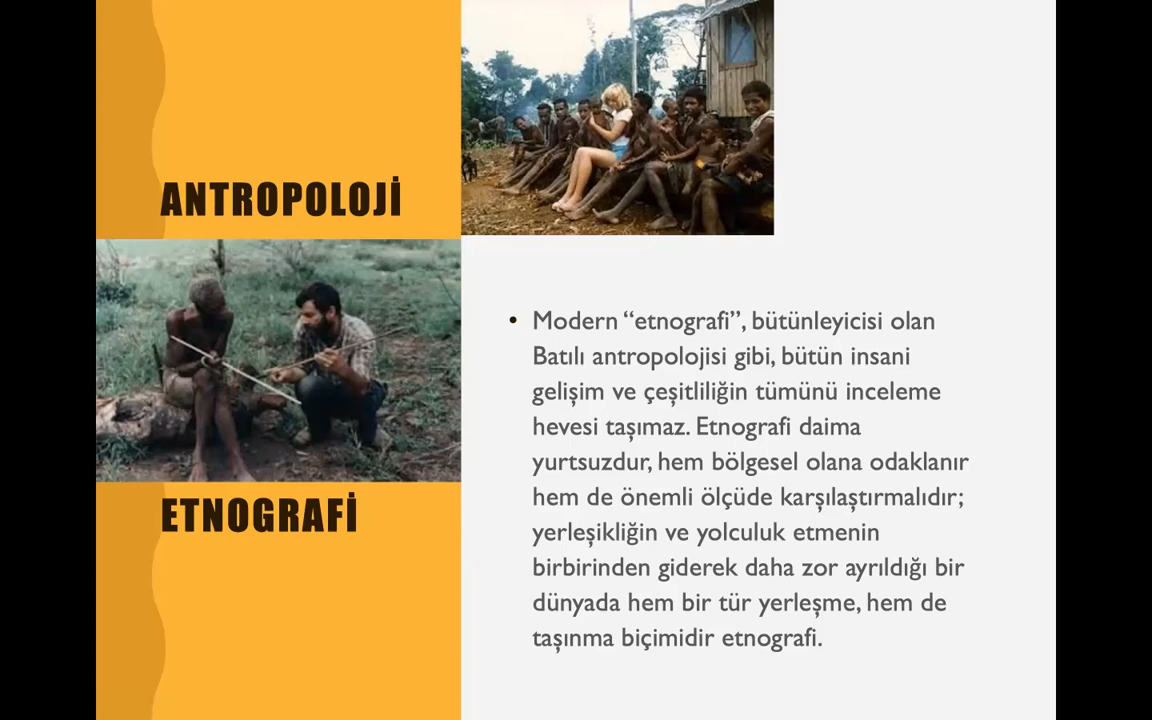 ANTROPOLOJİ
ETNOGRAFİ
• Modern “etnografi”, bütünleyicisi olan
Batılı antropolojisi gibi, bütün insani
gelişim ve çeşitliliğin tümünü inceleme
hevesi taşımaz. Etnografi daima
yurtsuzdur, hem bölgesel olana odaklanır
hem de önemli ölçüde karşılaştırmalıdır;
yerleşikliğin ve yolculuk etmenin
birbirinden giderek daha zor ayrıldığı bir
dünyada hem bir tür yerleşme, hem de
taşınma biçimidir etnografi.